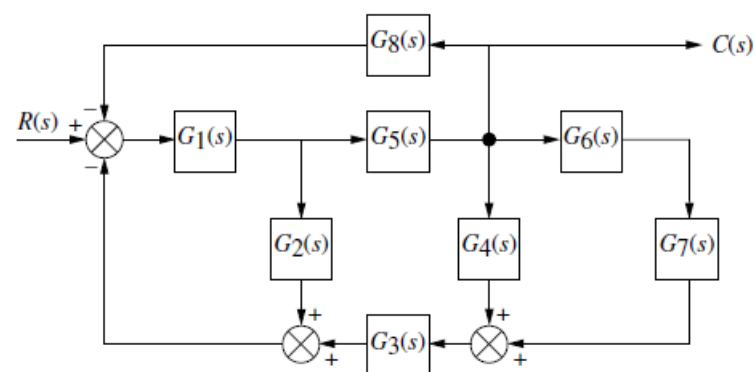 G8(s)
C(s)
R(s) + −
G1(s)
G5(s)
G6(s)
−
G2(s)
G4(s)
G7(s)
+
+
+
G3(s)
+